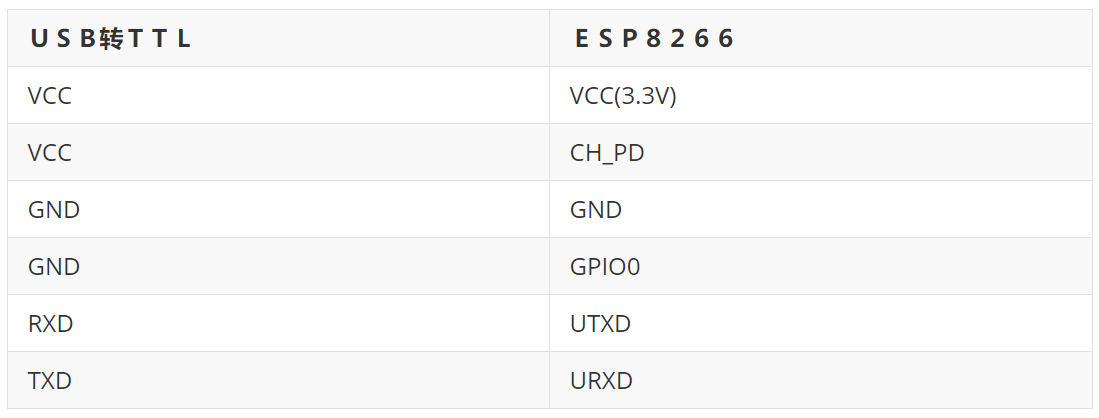 USB转TTL ESP8266
VCC VCC(3.3V)
VCC CH_PD
GND GND
GND GPIO0
RXD UTXD
TXD URXD